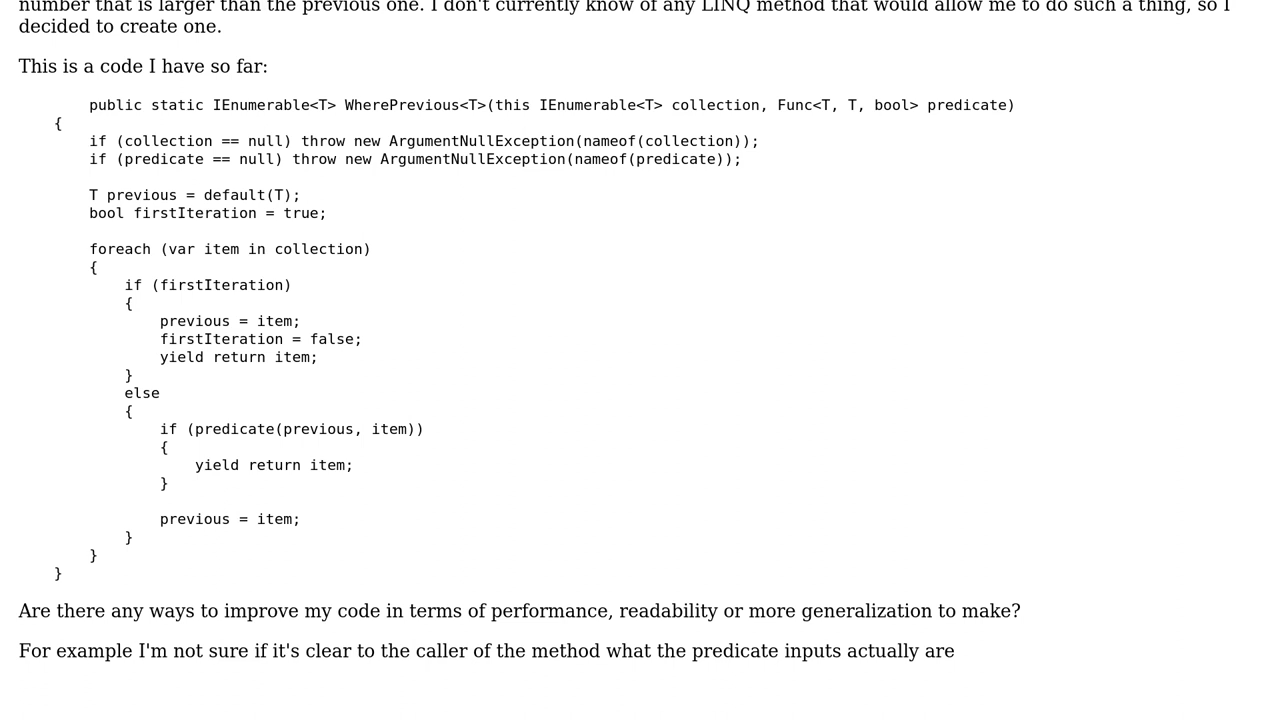 number that is larger than the previous one. I don't currently know of any LINQ method that would allow me to do such a thing, so I
decided to create one.
This is a code I have so far:
public static IEnumerable<T> WherePrevious<T>(this IEnumerable<T> collection, Func<T, T, bool> predicate)
{
if (collection == null) throw new ArgumentNullException(nameof(collection));
if (predicate == null) throw new ArgumentNullException(nameof(predicate));
T previous = default(T);
bool firstIteration = true;
foreach (var item in collection)
{
if (firstIteration)
{
previous = item;
firstIteration = false;
yield return item;
}
else
{
if (predicate(previous, item))
{
yield return item;
}
previous = item;
}
}
}
Are there any ways to improve my code in terms of performance, readability or more generalization to make?
For example I'm not sure if it's clear to the caller of the method what the predicate inputs actually are